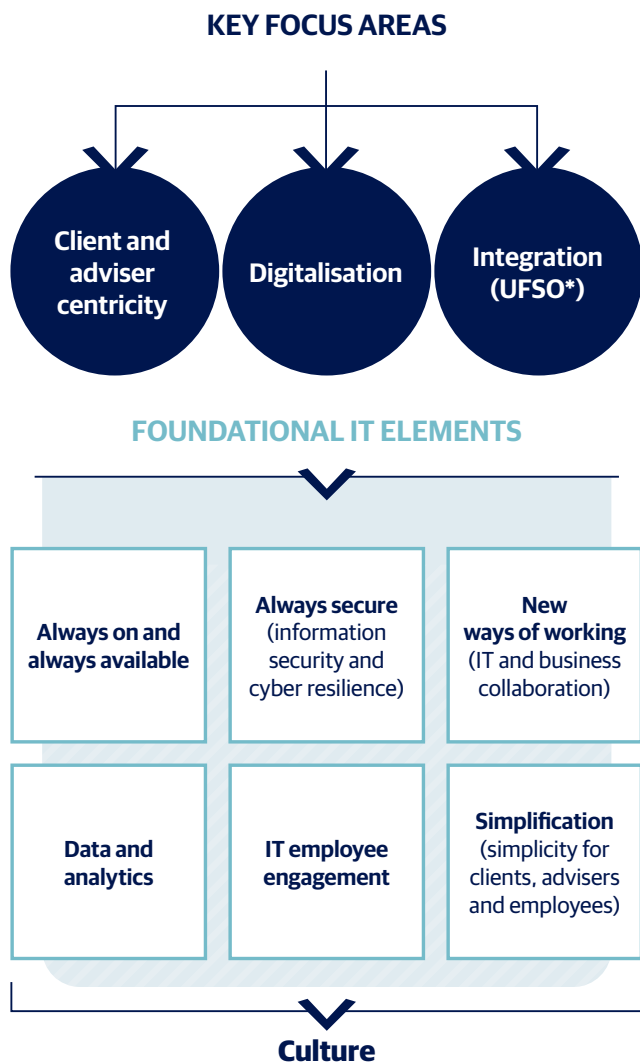 KEY FOCUS AREAS
Client and
adviser
centricity
Digitalisation
Integration
(UFSO*)
FOUNDATIONAL IT ELEMENTS
Always on and
always available
Always secure
(information
security and
cyber resilience)
New
ways of working
(IT and business
collaboration)
Data and
analytics
IT employee
engagement
Simplification
(simplicity for
clients, advisers
and employees)
Culture